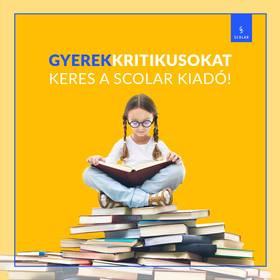 SCOLAR
GYEREKKRITIKUSOKAT
KERES A SCOLAR KIADÓ!